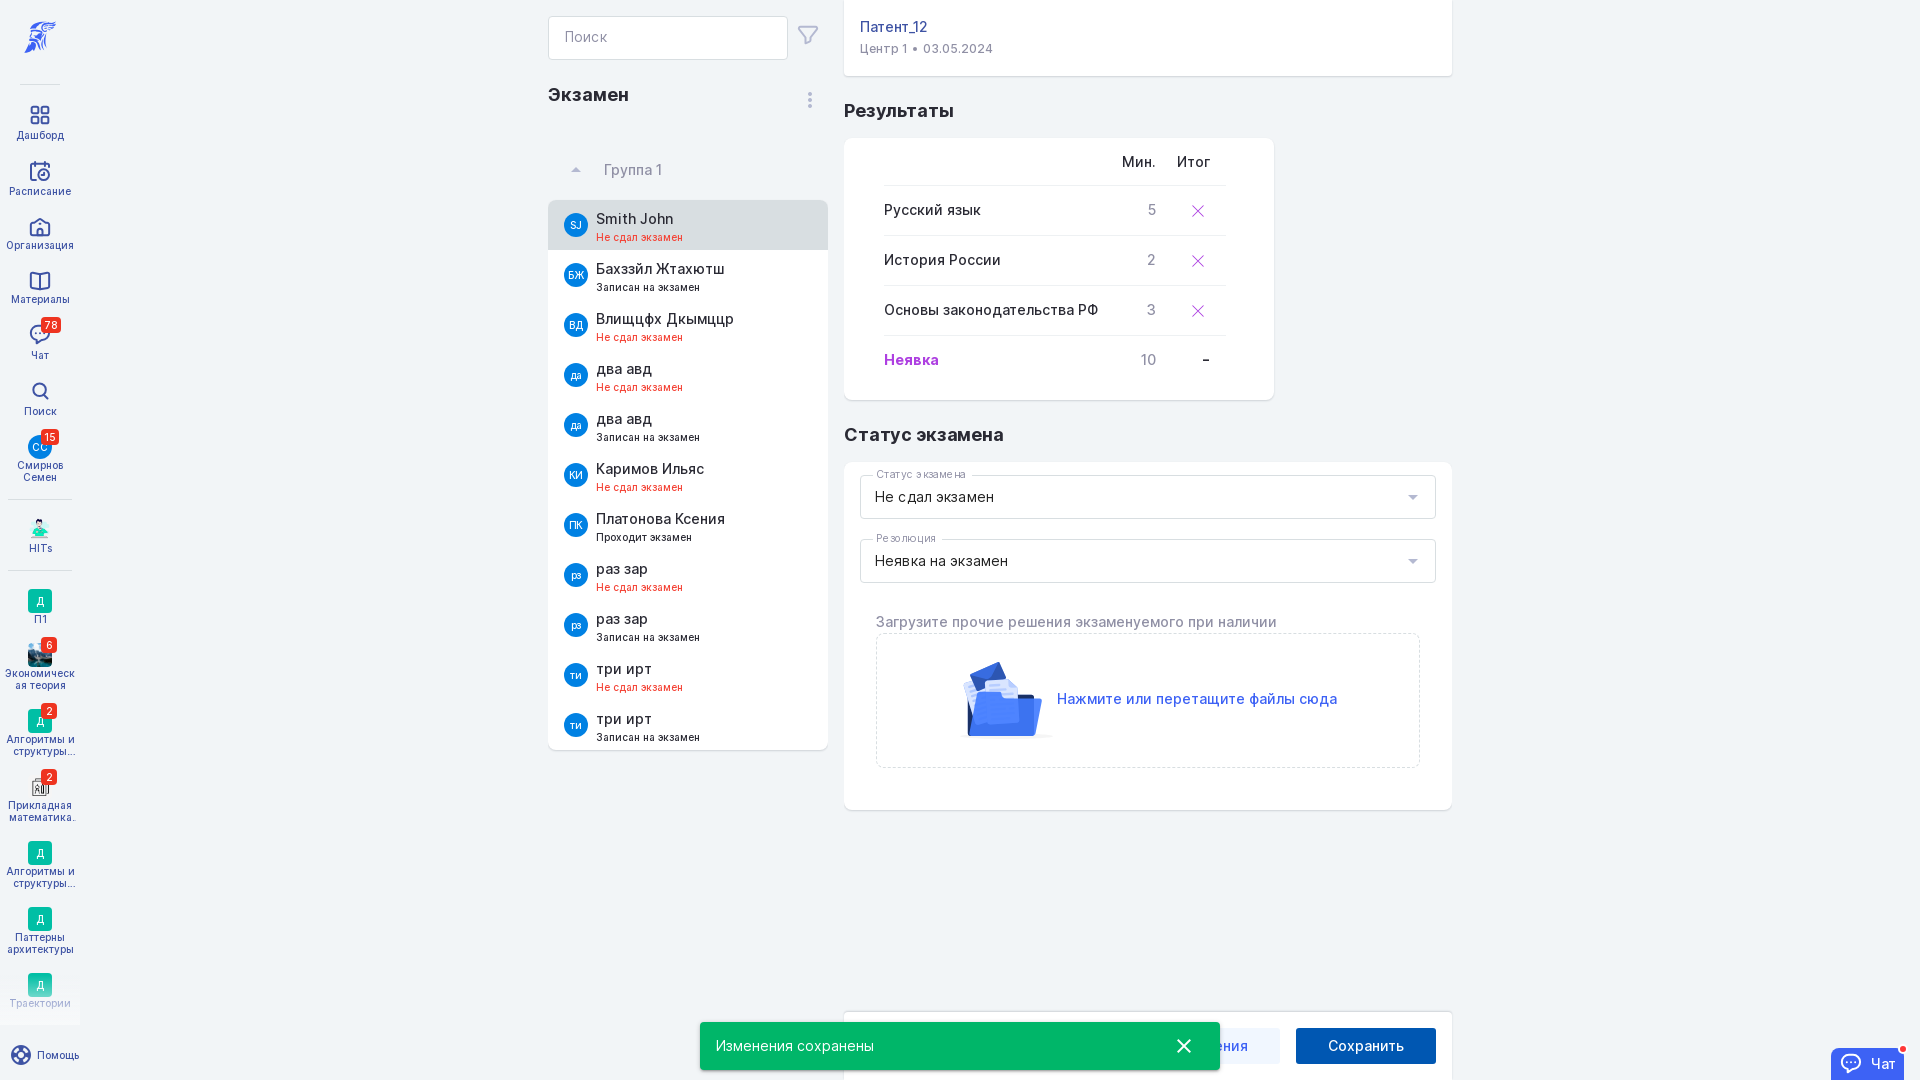 Дашборд
Расписание
Организация
Материалы
78
Чат
Поиск
15
СС
Смирнов
Семен
HITs
Д
П1
6
Экономическ
ая теория
2
Д
Алгоритмы и
структуры...
2
Прикладная
математика.
Д
Алгоритмы и
структуры...
Д
Паттерны
архитектуры
Д
Траектории
Помощь
Поиск
Экзамен
Группа 1
SJ
Smith John
Не сдал экзамен
БЖ
Бахззйл Жтахютш
Записан на экзамен
ВД
Влищцфх Дкымццр
Не сдал экзамен
да
два авд
Не сдал экзамен
да
два авд
Записан на экзамен
КИ
Каримов Ильяс
Не сдал экзамен
ПК
Платонова Ксения
Проходит экзамен
рз
раз зар
Не сдал экзамен
рз
раз зар
Записан на экзамен
ти
три ирт
Не сдал экзамен
ти
три ирт
Записан на экзамен
Патент_12
Центр 1 • 03.05.2024
Результаты
Мин. Итог
Русский язык 5
История России 2
Основы законодательства РФ 3
Неявка 10 -
Статус экзамена
Статус экзамена
Не сдал экзамен
Резолюция
Неявка на экзамен
Загрузите прочие решения экзаменуемого при наличии
Нажмите или перетащите файлы сюда
Изменения сохранены
ения
Сохранить
Чат